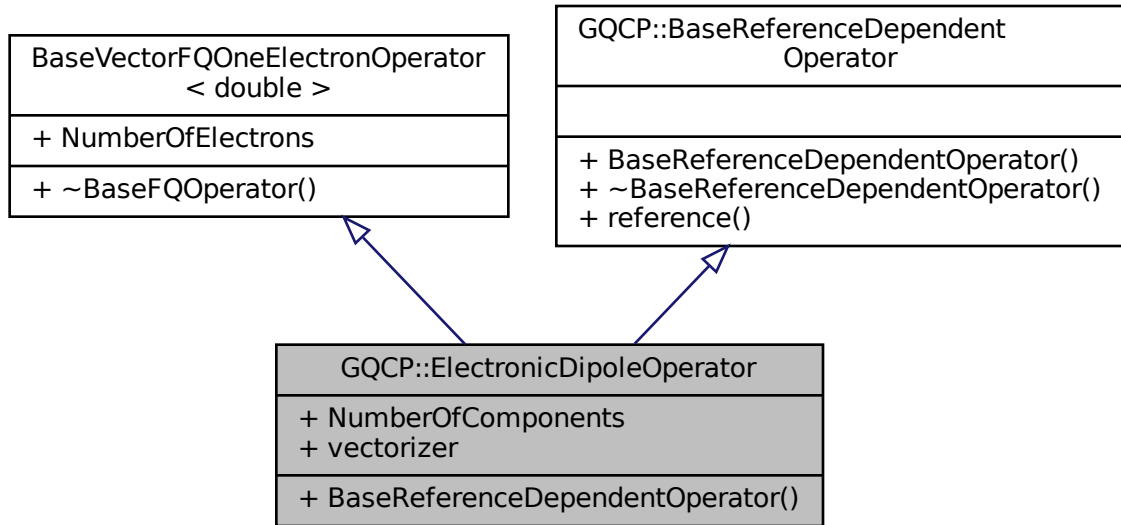 BaseVectorFQOneElectronOperator
< double >
+ NumberOfElectrons
+ ~BaseFQOperator()
GQCP::BaseReferenceDependent
Operator
+ BaseReferenceDependentOperator()
+ ~BaseReferenceDependentOperator()
+ reference()
GQCP::ElectronicDipoleOperator
+ NumberOfComponents
+ vectorizer
+ BaseReferenceDependentOperator()